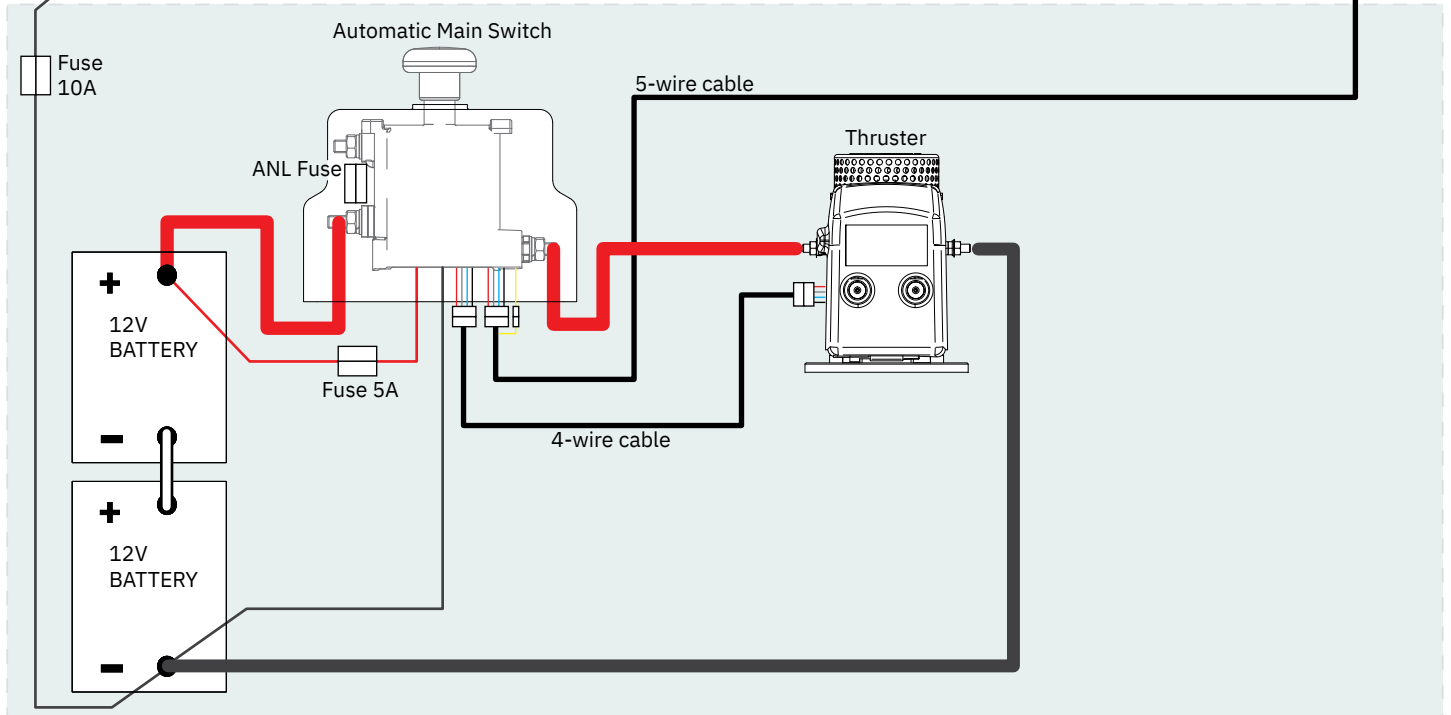 Automatic Main Switch
Fuse
10A
5-wire cable
Thruster
ANL Fuse
+
12V
BATTERY
–
Fuse 5A
4-wire cable
+
12V
BATTERY
–